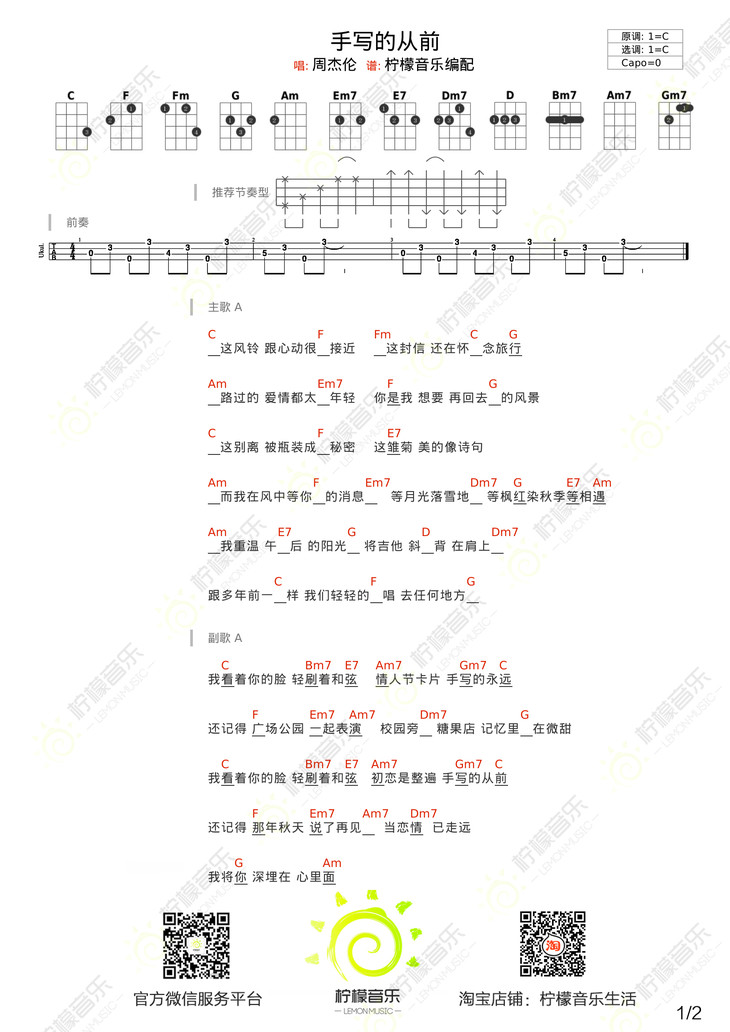 手写的从前
唱: 周杰伦 谱: 柠檬音乐编配
原调: 1=C
选调: 1=C
Capo=0
C F Fm G Am Em7 E7 Dm7 D Bm7 Am7 Gm7
推荐节奏型
前奏
主歌 A
C F Fm C G
__这风铃 跟心动很__接近 __这封信 还在怀__念旅行
Am Em7 F G
__路过的 爱情都太__年轻 你是我 想要 再回去__的风景
C F E7
__这别离 被瓶装成__秘密 这雏菊 美的像诗句
Am F Em7 Dm7 G E7 Am
__而我在风中等你__的消息__ 等月光落雪地__ 等枫红染秋季等相遇
Am E7 G D Dm7
__我重温 午__后 的阳光__ 将吉他 斜__背 在肩上__
C F G
跟多年前一__样 我们轻轻的__唱 去任何地方__
副歌 A
C Bm7 E7 Am7 Gm7 C
我看着你的脸 轻刷着和弦 情人节卡片 手写的永远
F Em7 Am7 Dm7 G
还记得 广场公园 一起表演 校园旁__ 糖果店 记忆里__在微甜
C Bm7 E7 Am7 Gm7 C
我看着你的脸 轻刷着和弦 初恋是整遍 手写的从前
F Em7 Am7 Dm7
还记得 那年秋天 说了再见__ 当恋情 已走远
G Am
我将你 深埋在 心里面
官方微信服务平台
柠檬音乐
LEMON MUSIC
淘
淘宝店铺：柠檬音乐生活
1/2